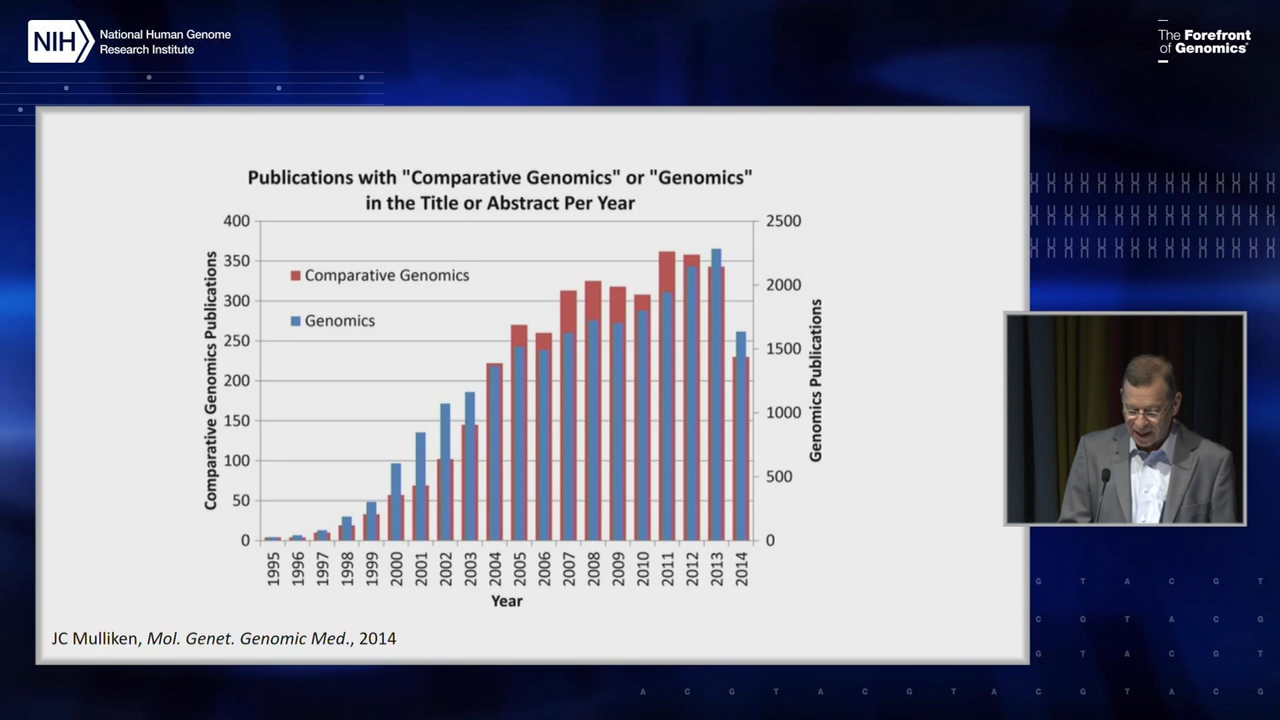 NIH
National Human Genome
Research Institute
The Forefront
of Genomics®
Publications with "Comparative Genomics" or "Genomics"
in the Title or Abstract Per Year
400
350
300
250
200
150
100
50
0
Comparative Genomics Publications
Comparative Genomics
Genomics
2500
2000
1500
1000
500
0
Genomics Publications
1995 1996 1997 1998 1999 2000 2001 2002 2003 2004 2005 2006 2007 2008 2009 2010 2011 2012 2013 2014
Year
JC Mulliken, Mol. Genet. Genomic Med., 2014
G T A C G T
C G T A C G
G T A C G T
A C G T A C G T A C G T A C G